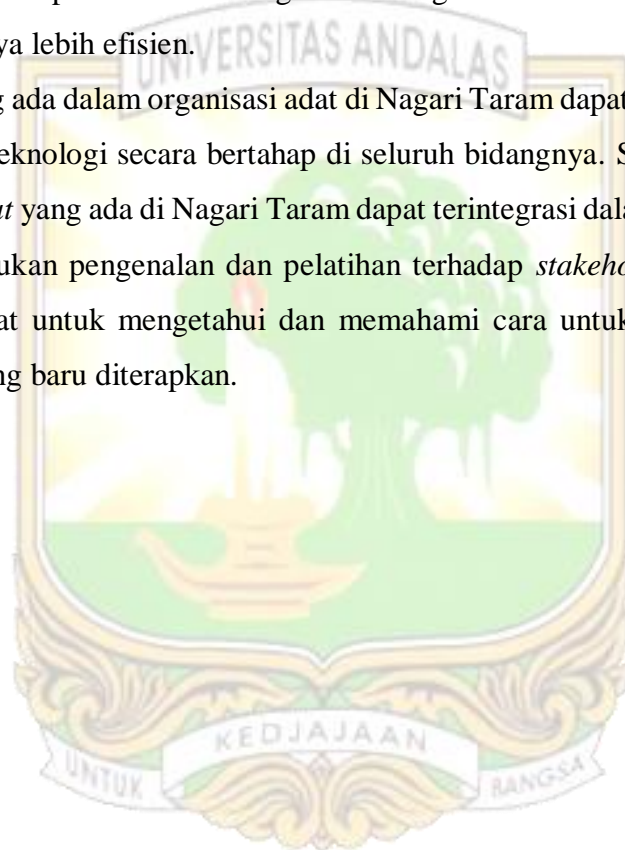 ya lebih efisien.
UNIVERSITAS ANDALAS
ada dalam organisasi adat di Nagari Taram dapat
eknologi secara bertahap di seluruh bidangnya. S
at yang ada di Nagari Taram dapat terintegrasi dala
ukan pengenalan dan pelatihan terhadap stakeho
at untuk mengetahui dan memahami cara untuk
ng baru diterapkan.
KEDJAJAAN
UNTUK
BANGSA